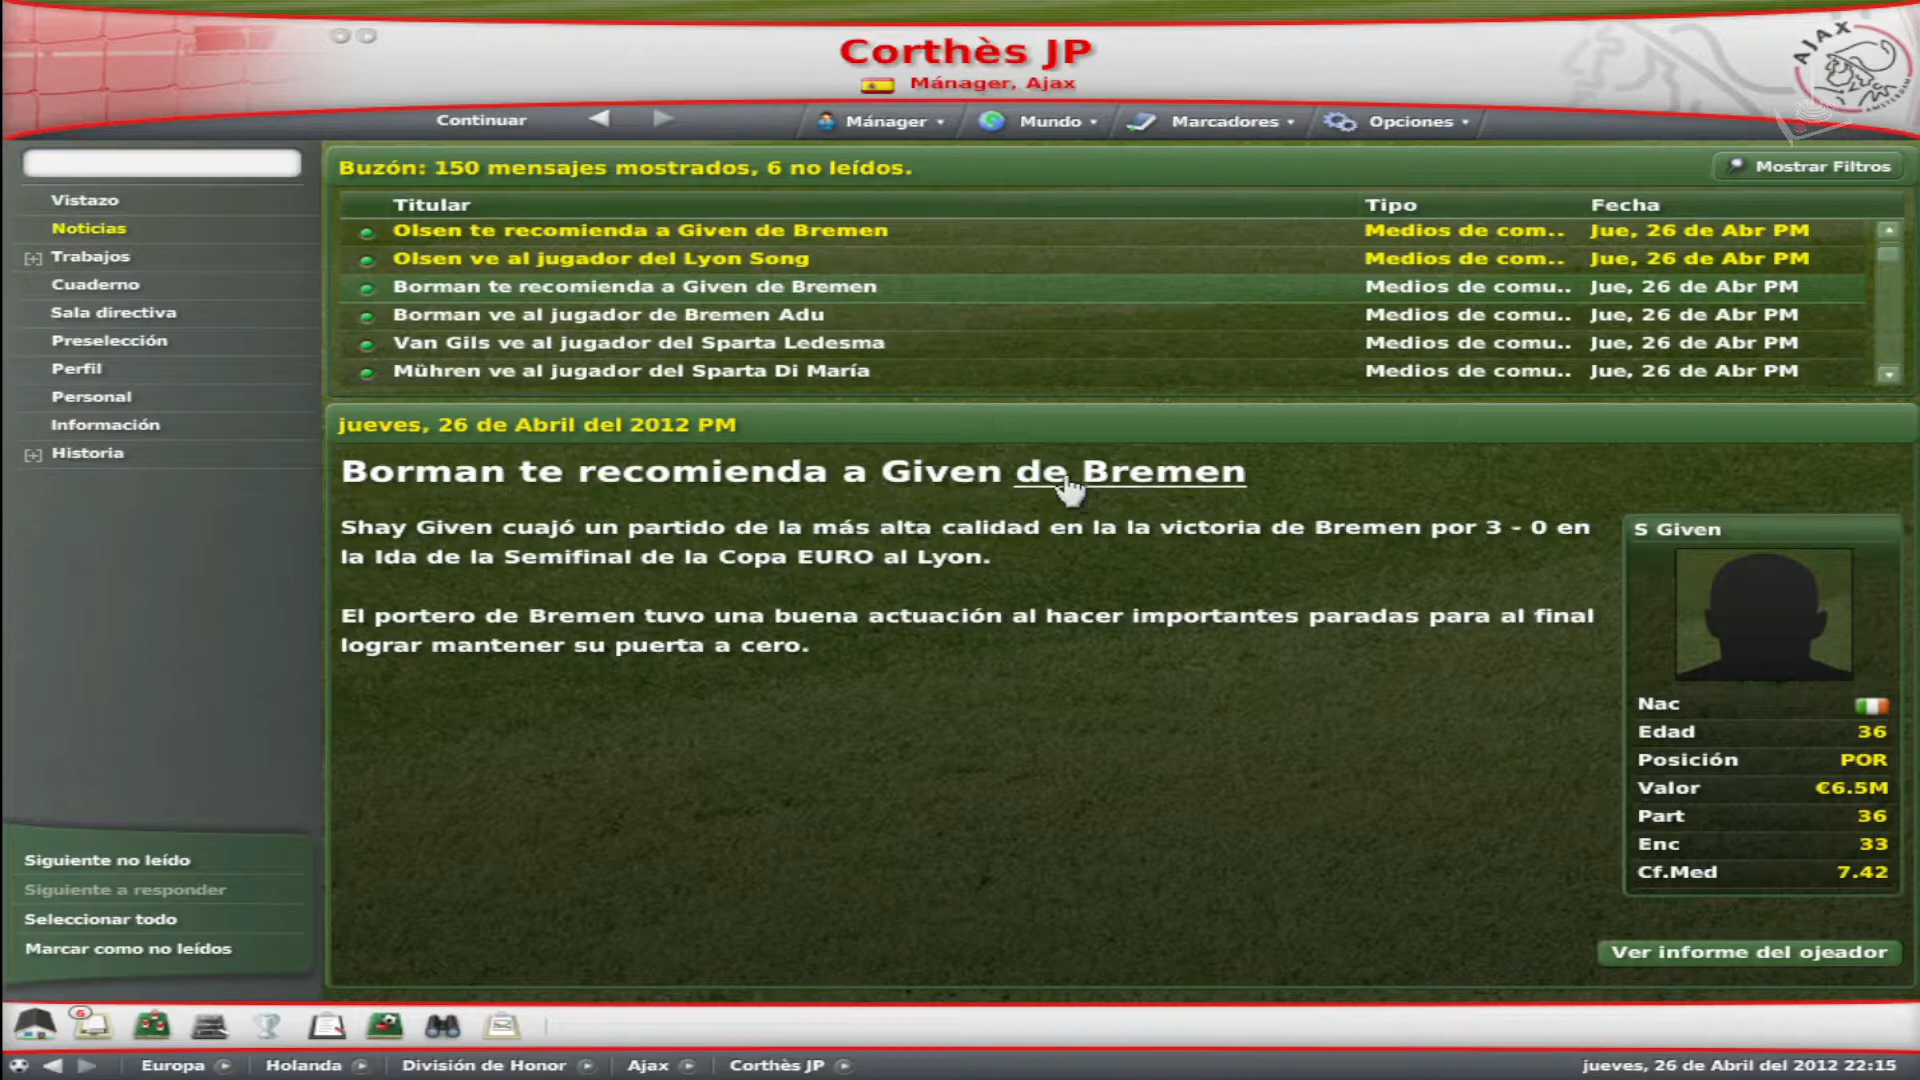 Corthès JP
Mánager, Ajax
AJAX
AMSTERDAM
Continuar
Mánager
Mundo
Marcadores
Opciones
Buzón: 150 mensajes mostrados, 6 no leídos.
Mostrar Filtros
Vistazo
Noticias
[+] Trabajos
Cuaderno
Sala directiva
Preselección
Perfil
Personal
Información
[+] Historia
Titular Tipo Fecha
Olsen te recomienda a Given de Bremen Medios de com.. Jue, 26 de Abr PM
Olsen ve al jugador del Lyon Song Medios de com.. Jue, 26 de Abr PM
Borman te recomienda a Given de Bremen Medios de comu.. Jue, 26 de Abr PM
Borman ve al jugador de Bremen Adu Medios de comu.. Jue, 26 de Abr PM
Van Gils ve al jugador del Sparta Ledesma Medios de comu.. Jue, 26 de Abr PM
Mühren ve al jugador del Sparta Di María Medios de comu.. Jue, 26 de Abr PM
jueves, 26 de Abril del 2012 PM
Borman te recomienda a Given de Bremen
Shay Given cuajó un partido de la más alta calidad en la la victoria de Bremen por 3 - 0 en
la Ida de la Semifinal de la Copa EURO al Lyon.
El portero de Bremen tuvo una buena actuación al hacer importantes paradas para al final
lograr mantener su puerta a cero.
S Given
Nac
Edad 36
Posición POR
Valor €6.5M
Part 36
Enc 33
Cf.Med 7.42
Ver informe del ojeador
Siguiente no leído
Siguiente a responder
Seleccionar todo
Marcar como no leídos
6
Europa
Holanda
División de Honor
Ajax
Corthès JP
jueves, 26 de Abril del 2012 22:15